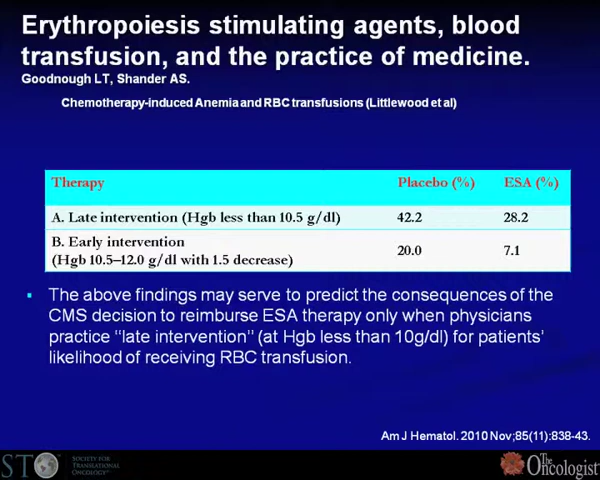 Erythropoiesis stimulating agents, blood
transfusion, and the practice of medicine.
Goodnough LT, Shander AS.
Chemotherapy-induced Anemia and RBC transfusions (Littlewood et al)
Therapy Placebo (%) ESA (%)
A. Late intervention (Hgb less than 10.5 g/dl) 42.2 28.2
B. Early intervention
(Hgb 10.5–12.0 g/dl with 1.5 decrease) 20.0 7.1
▪ The above findings may serve to predict the consequences of the
CMS decision to reimburse ESA therapy only when physicians
practice “late intervention” (at Hgb less than 10g/dl) for patients’
likelihood of receiving RBC transfusion.
Am J Hematol. 2010 Nov;85(11):838-43.
STO
SOCIETY FOR
TRANSLATIONAL
ONCOLOGY
The
Oncologist